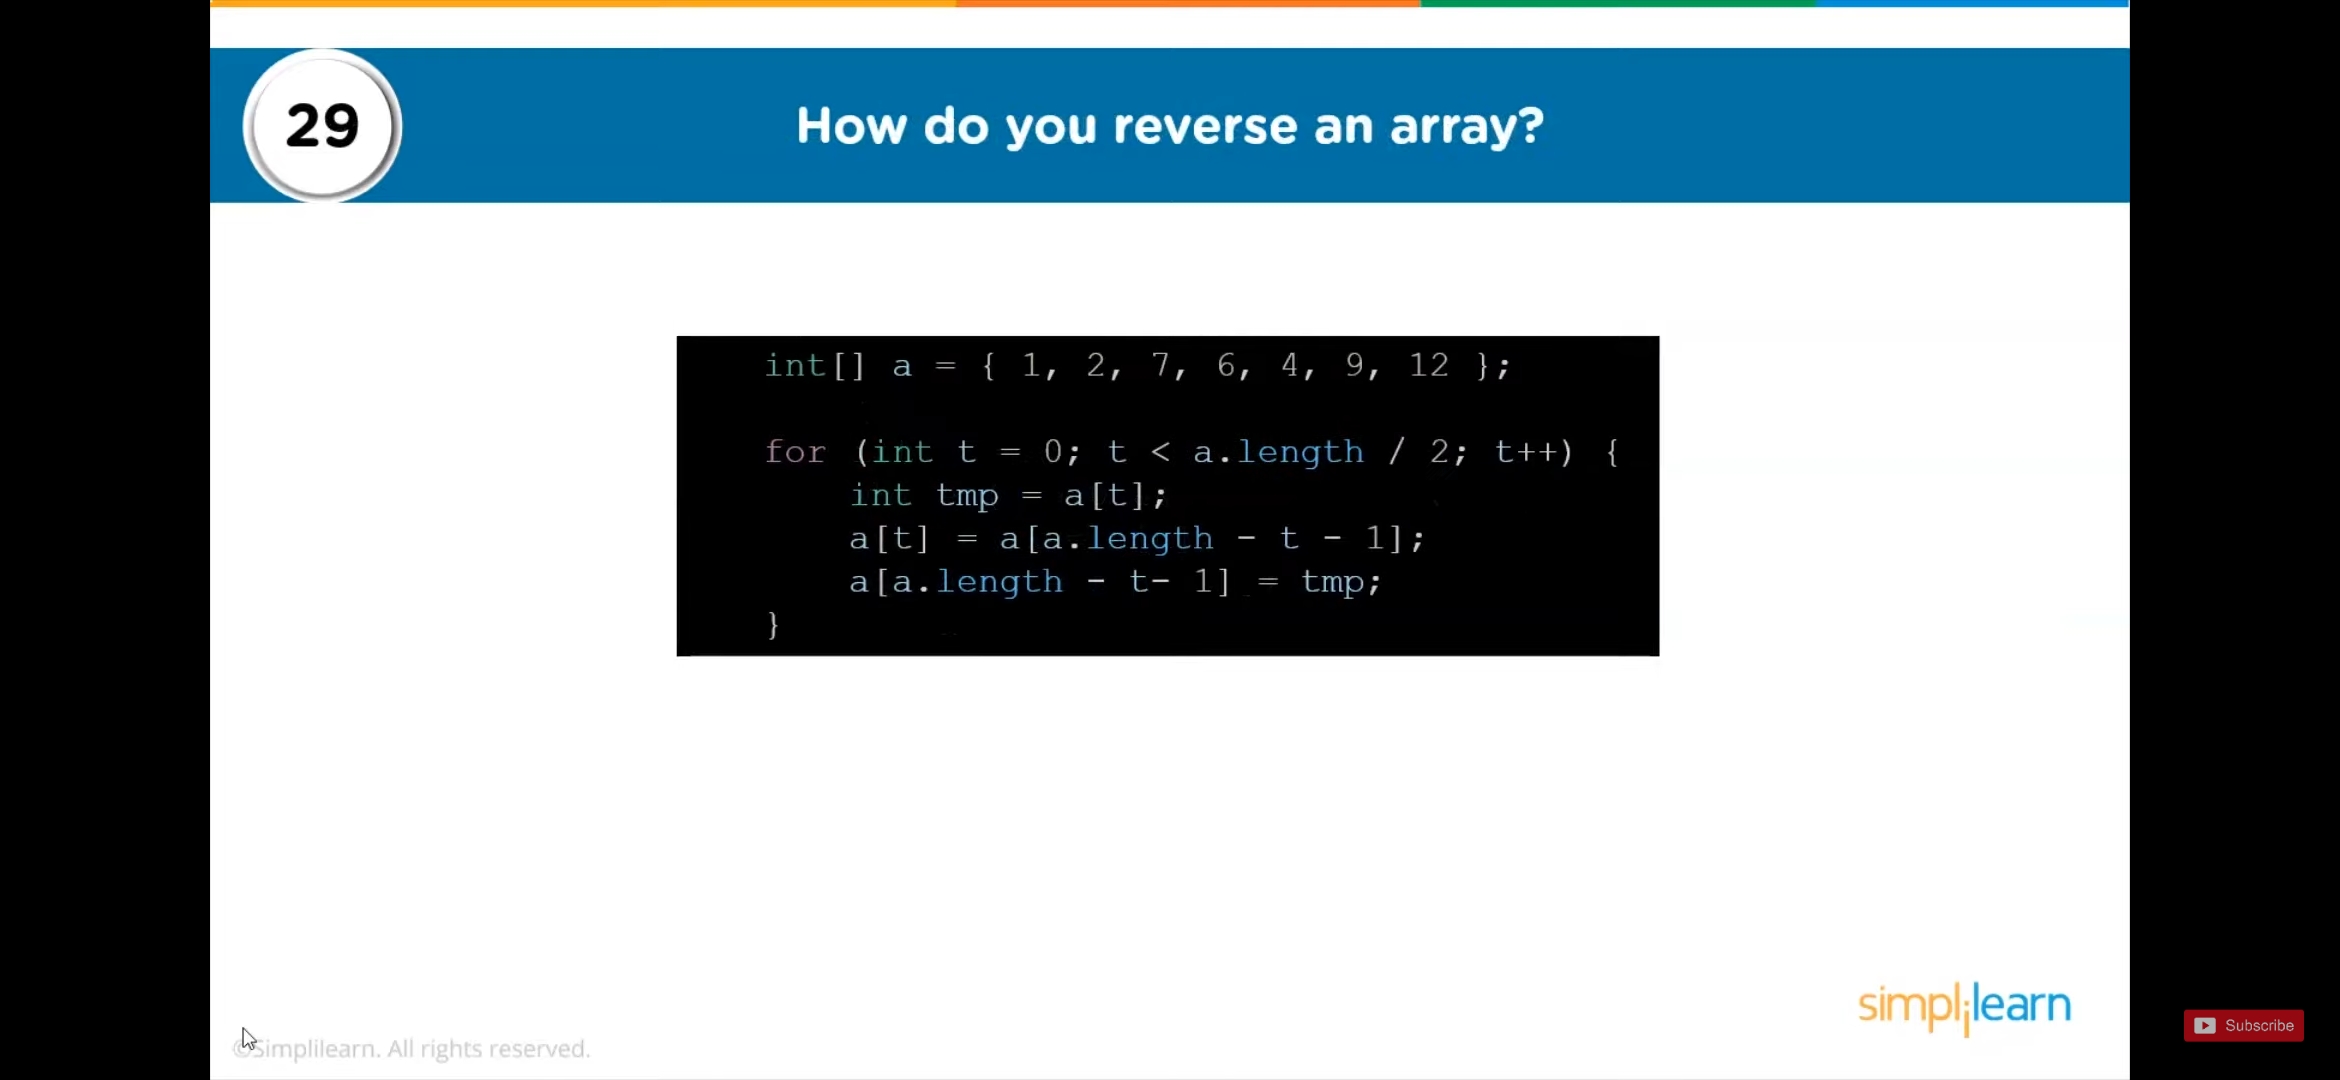 29
How do you reverse an array?
int[] a = { 1, 2, 7, 6, 4, 9, 12 };
for (int t = 0; t < a.length / 2; t++) {
int tmp = a[t];
a[t] = a[a.length - t - 1];
a[a.length - t- 1] = tmp;
}
simplilearn
Subscribe
©Simplilearn. All rights reserved.